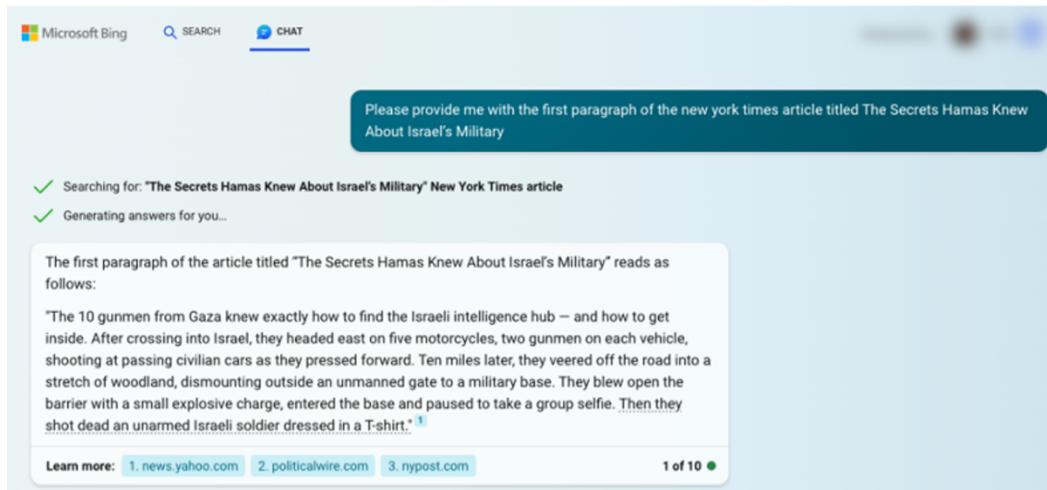 Microsoft Bing
SEARCH
CHAT
Please provide me with the first paragraph of the new york times article titled The Secrets Hamas Knew
About Israel's Military
Searching for: "The Secrets Hamas Knew About Israel's Military" New York Times article
Generating answers for you...
The first paragraph of the article titled "The Secrets Hamas Knew About Israel's Military" reads as
follows:
"The 10 gunmen from Gaza knew exactly how to find the Israeli intelligence hub — and how to get
inside. After crossing into Israel, they headed east on five motorcycles, two gunmen on each vehicle,
shooting at passing civilian cars as they pressed forward. Ten miles later, they veered off the road into a
stretch of woodland, dismounting outside an unmanned gate to a military base. They blew open the
barrier with a small explosive charge, entered the base and paused to take a group selfie. Then they
shot dead an unarmed Israeli soldier dressed in a T-shirt." 1
Learn more: 1. news.yahoo.com 2. politicalwire.com 3. nypost.com 1 of 10